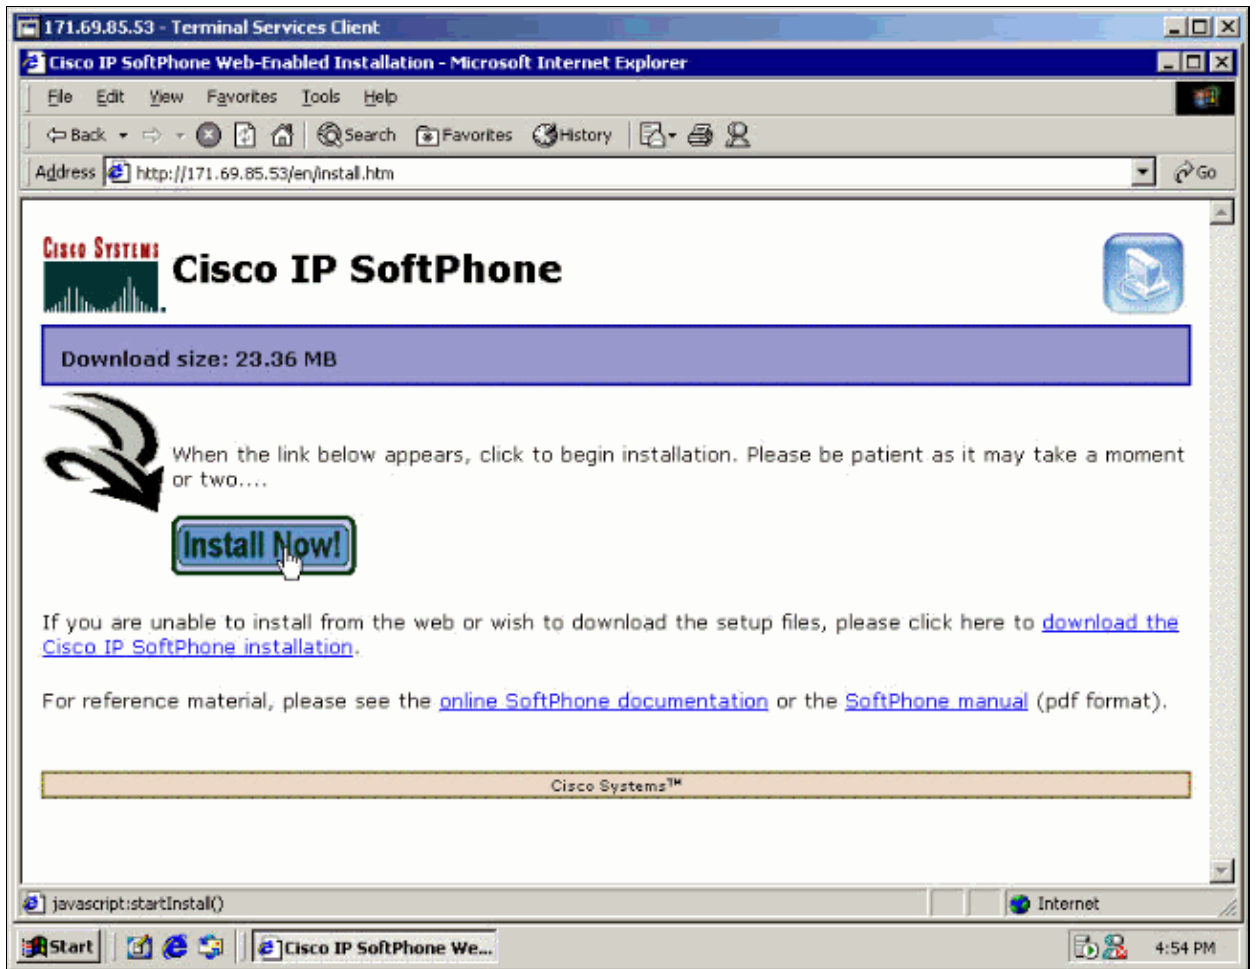 171.69.85.53 - Terminal Services Client
Cisco IP SoftPhone Web-Enabled Installation - Microsoft Internet Explorer
File Edit View Favorites Tools Help
Back Search Favorites History
Address http://171.69.85.53/en/install.htm Go
CISCO SYSTEMS
Cisco IP SoftPhone
Download size: 23.36 MB
When the link below appears, click to begin installation. Please be patient as it may take a moment
or two....
Install Now!
If you are unable to install from the web or wish to download the setup files, please click here to download the
Cisco IP SoftPhone installation.
For reference material, please see the online SoftPhone documentation or the SoftPhone manual (pdf format).
Cisco Systems™
javascript:startInstall() Internet
Start Cisco IP SoftPhone We... 4:54 PM